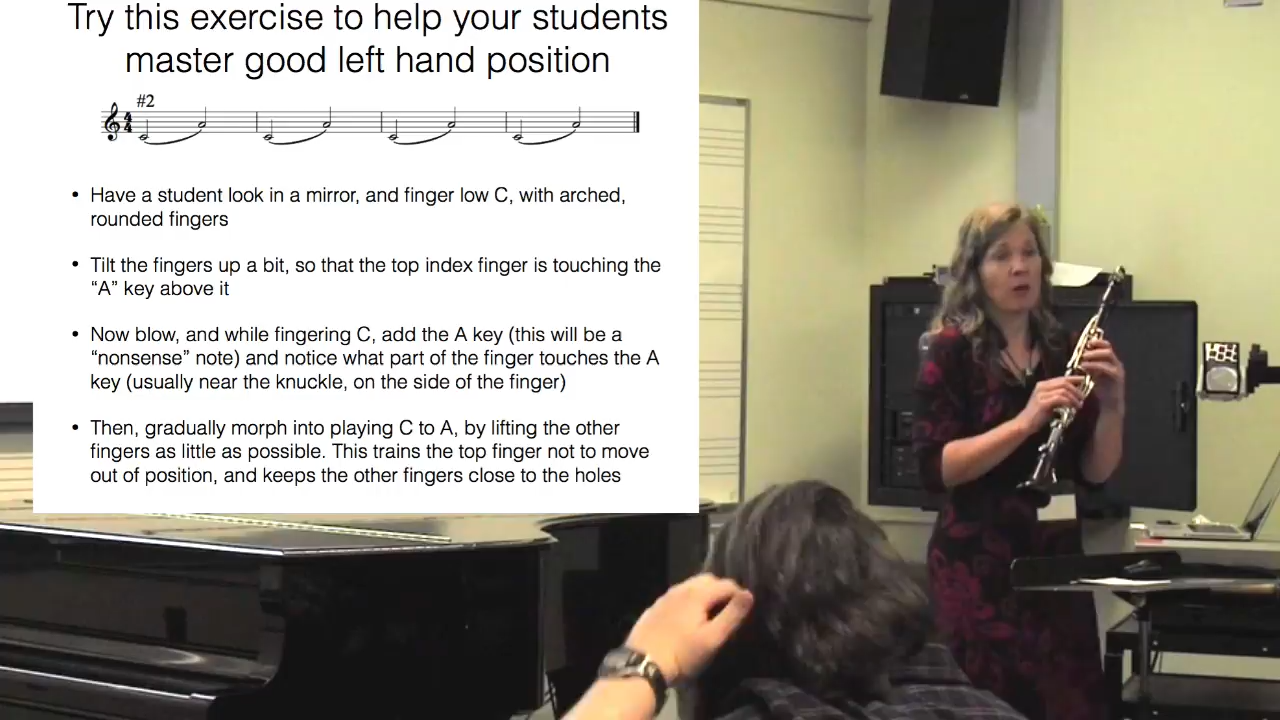 Try this exercise to help your students
master good left hand position
#2
4
4
• Have a student look in a mirror, and finger low C, with arched,
rounded fingers
• Tilt the fingers up a bit, so that the top index finger is touching the
“A” key above it
• Now blow, and while fingering C, add the A key (this will be a
“nonsense” note) and notice what part of the finger touches the A
key (usually near the knuckle, on the side of the finger)
• Then, gradually morph into playing C to A, by lifting the other
fingers as little as possible. This trains the top finger not to move
out of position, and keeps the other fingers close to the holes